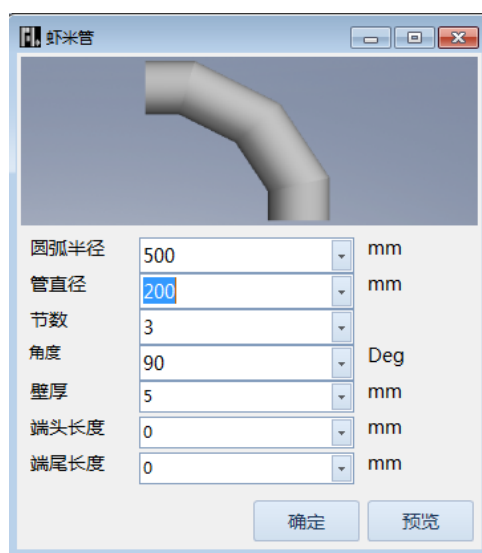 虾米管
圆弧半径 500 mm
管直径 200 mm
节数 3
角度 90 Deg
壁厚 5 mm
端头长度 0 mm
端尾长度 0 mm
确定 预览